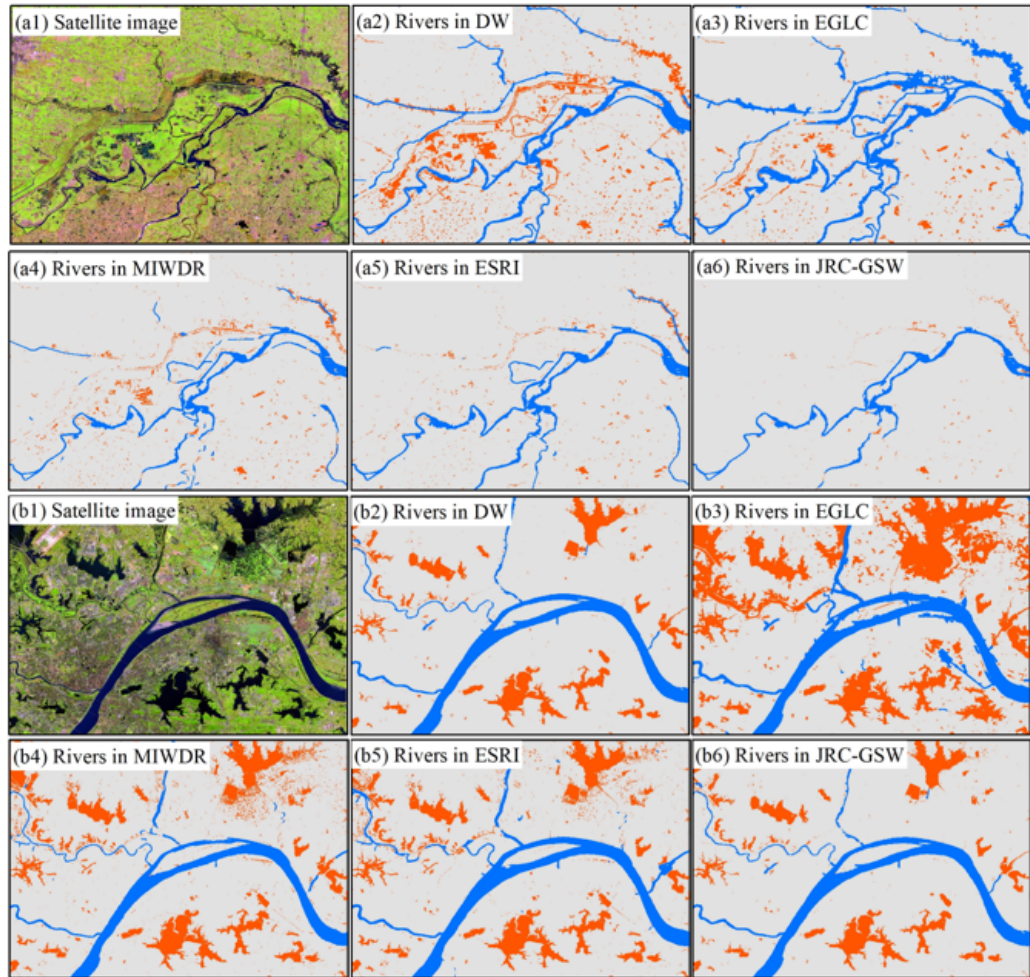 (a1) Satellite image
(a2) Rivers in DW
(a3) Rivers in EGLC
(a4) Rivers in MIWDR
(a5) Rivers in ESRI
(a6) Rivers in JRC-GSW
(b1) Satellite image
(b2) Rivers in DW
(b3) Rivers in EGLC
(b4) Rivers in MIWDR
(b5) Rivers in ESRI
(b6) Rivers in JRC-GSW